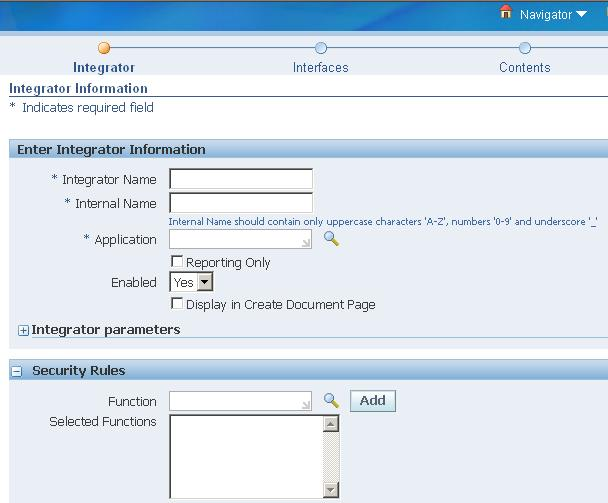 Navigator
Integrator Interfaces Contents
Integrator Information
* Indicates required field
Enter Integrator Information
* Integrator Name
* Internal Name
Internal Name should contain only uppercase characters 'A-Z', numbers '0-9' and underscore '_'
* Application
Reporting Only
Enabled Yes
Display in Create Document Page
Integrator parameters
Security Rules
Function Add
Selected Functions